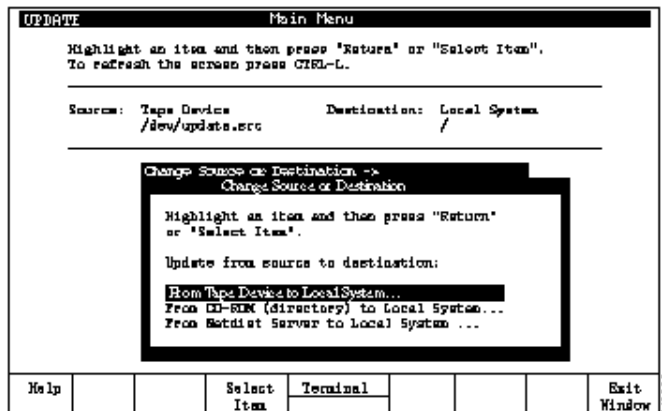 UPDATE Main Menu
Highlight an item and then press "Return" or "Select Item".
To refresh the screen press CTRL-L.
Source: Tape Device Destination: Local System
/dev/update.src /
Change Source or Destination ->
Change Source or Destination
Highlight an item and then press "Return"
or "Select Item".
Update from source to destination:
From Tape Device to Local System...
From CD-ROM (directory) to Local System...
From Netdist Server to Local System ...
Help Select Item Terminal Exit Window